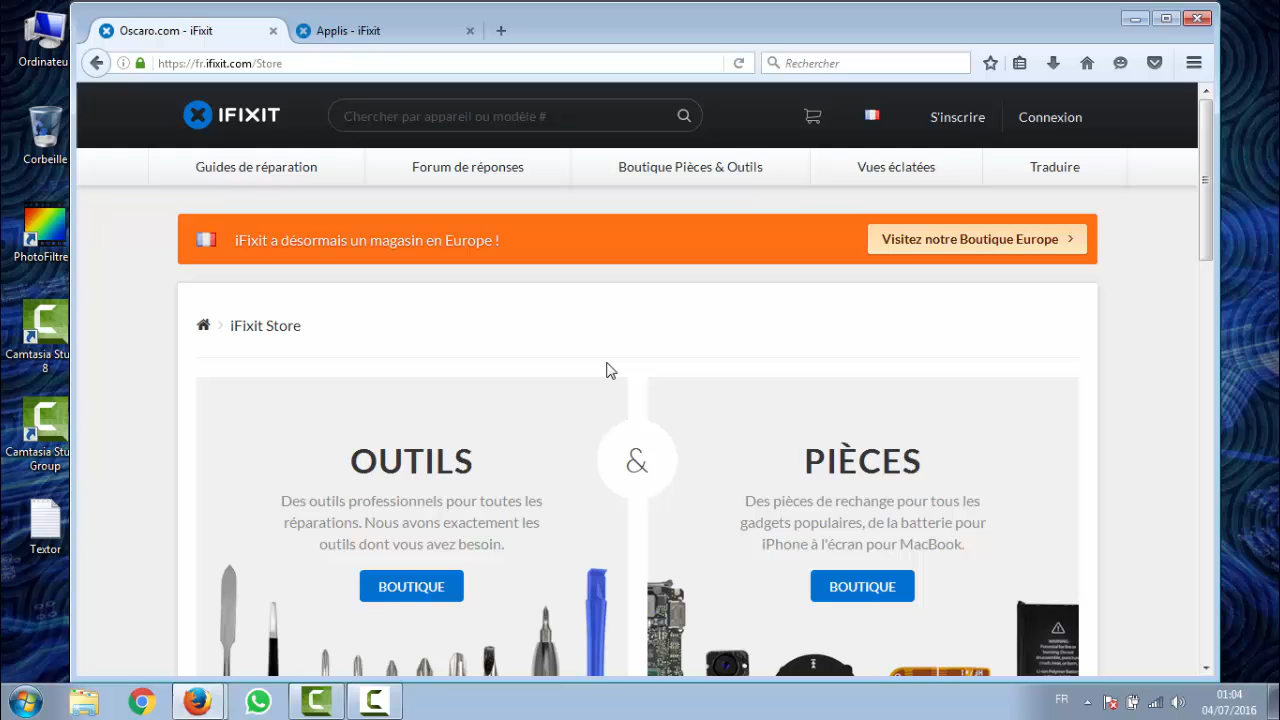 Oscaro.com - iFixit
Applis - iFixit
https://fr.ifixit.com/Store
Rechercher
IFIXIT
Chercher par appareil ou modèle #
S'inscrire
Connexion
Guides de réparation
Forum de réponses
Boutique Pièces & Outils
Vues éclatées
Traduire
iFixit a désormais un magasin en Europe !
Visitez notre Boutique Europe
iFixit Store
OUTILS
Des outils professionnels pour toutes les
réparations. Nous avons exactement les
outils dont vous avez besoin.
BOUTIQUE
&
PIÈCES
Des pièces de rechange pour tous les
gadgets populaires, de la batterie pour
iPhone à l'écran pour MacBook.
BOUTIQUE
Ordinateu
Corbeille
PhotoFiltre
Camtasia Stu
8
Camtasia Stu
Group
Textor
FR
01:04
04/07/2016